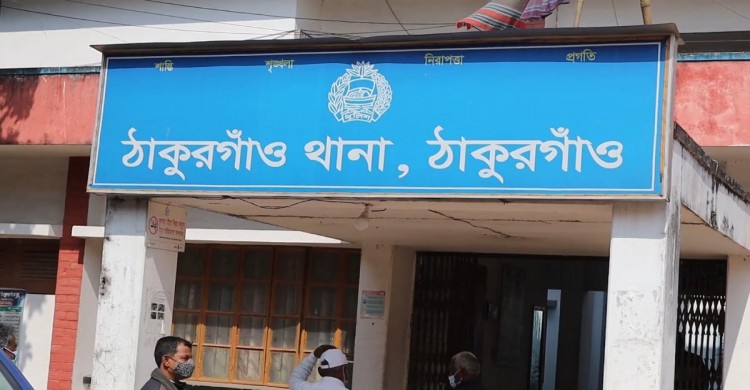 শান্তি শৃঙ্খলা নিরাপত্তা প্রগতি
ঠাকুরগাঁও থানা, ঠাকুরগাঁও